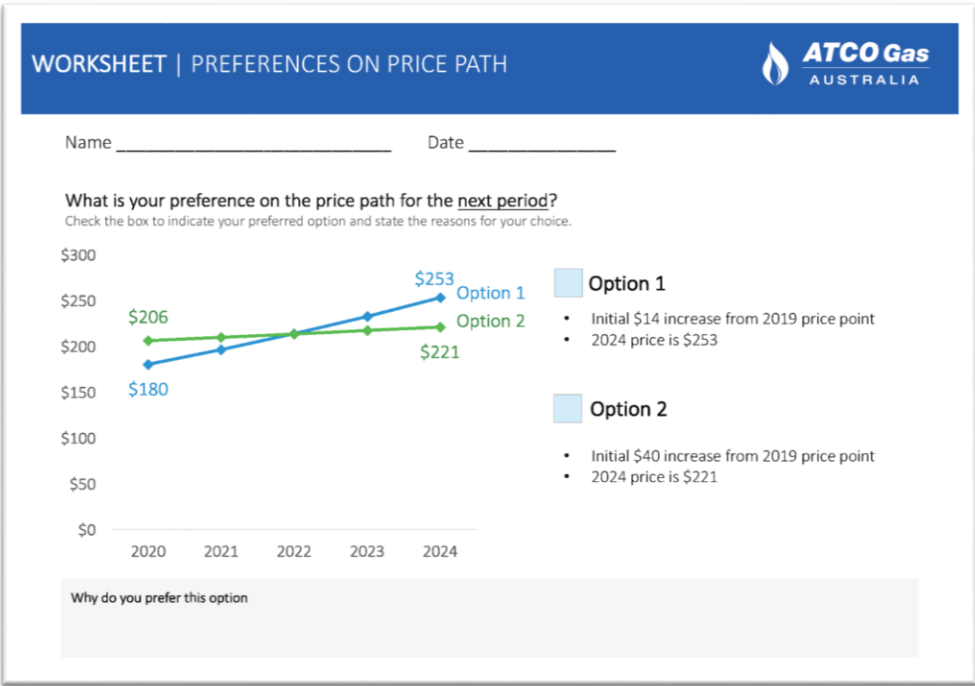 WORKSHEET | PREFERENCES ON PRICE PATH
ATCO Gas
AUSTRALIA
Name ______________________________ Date ________________
What is your preference on the price path for the next period?
Check the box to indicate your preferred option and state the reasons for your choice.
$300
$250
$200
$150
$100
$50
$0
$206
$180
$253
Option 1
Option 2
$221
2020 2021 2022 2023 2024
Option 1
• Initial $14 increase from 2019 price point
• 2024 price is $253
Option 2
• Initial $40 increase from 2019 price point
• 2024 price is $221
Why do you prefer this option